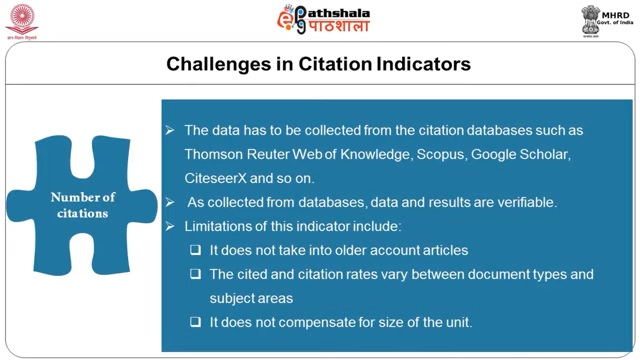 Pathshala
पाठशाला
MHRD
Govt. of India
Challenges in Citation Indicators
Number of
citations
The data has to be collected from the citation databases such as
Thomson Reuter Web of Knowledge, Scopus, Google Scholar,
CiteseerX and so on.
As collected from databases, data and results are verifiable.
Limitations of this indicator include:
It does not take into older account articles
The cited and citation rates vary between document types and
subject areas
It does not compensate for size of the unit.